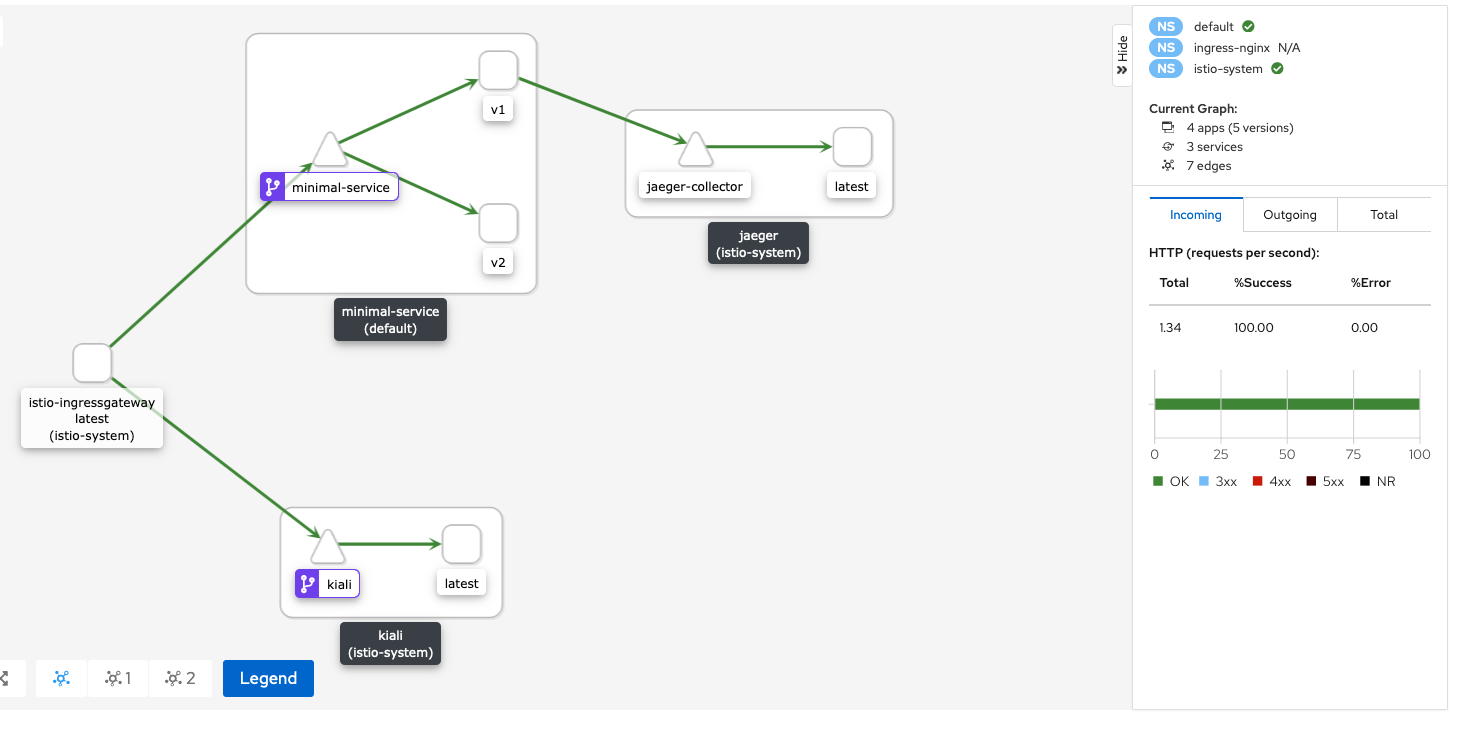 v1
minimal-service
v2
minimal-service
(default)
jaeger-collector
latest
jaeger
(istio-system)
istio-ingressgateway
latest
(istio-system)
kiali
latest
kiali
(istio-system)
1
2
Legend
Hide
NS default
NS ingress-nginx N/A
NS istio-system
Current Graph:
4 apps (5 versions)
3 services
7 edges
Incoming Outgoing Total
HTTP (requests per second):
Total %Success %Error
1.34 100.00 0.00
0 25 50 75 100
OK 3xx 4xx 5xx NR